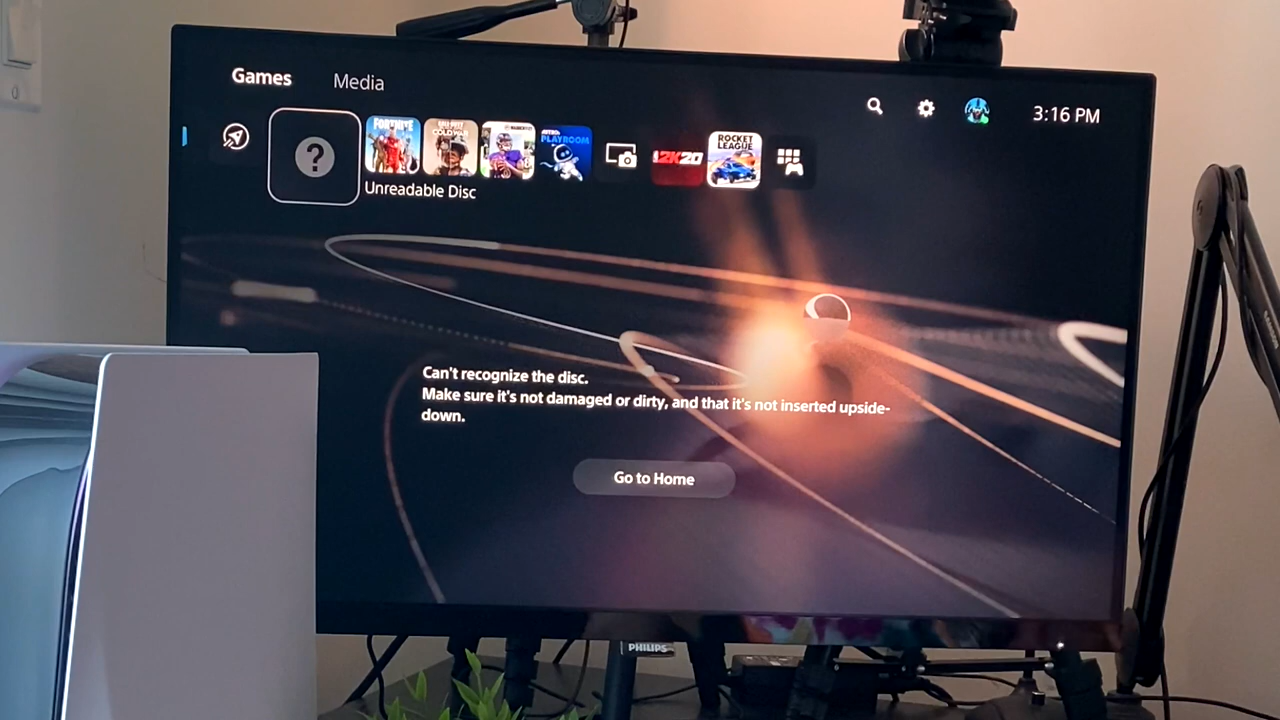 Games
Media
3:16 PM
FORTNITE
COLD WAR
PLAYROOM
2K20
ROCKET
LEAGUE
?
Unreadable Disc
Can't recognize the disc.
Make sure it's not damaged or dirty, and that it's not inserted upside-
down.
Go to Home
PHILIPS